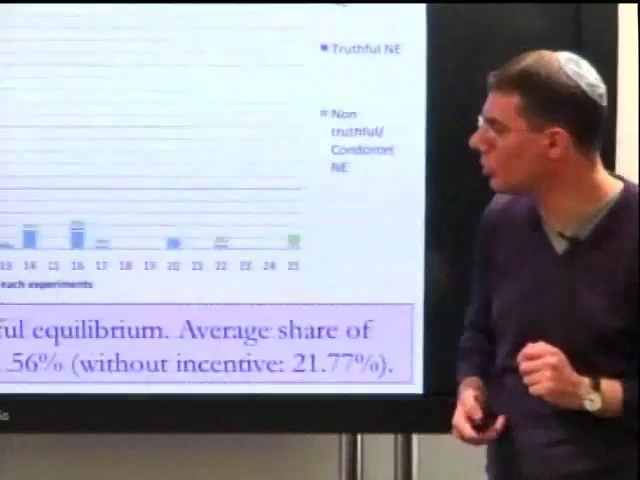 Truthful NE
Non
truthful/
Condorcet
NE
13 14 15 16 17 18 19 20 21 22 23 24 25
each experiments
ful equilibrium. Average share of
.56% (without incentive: 21.77%).